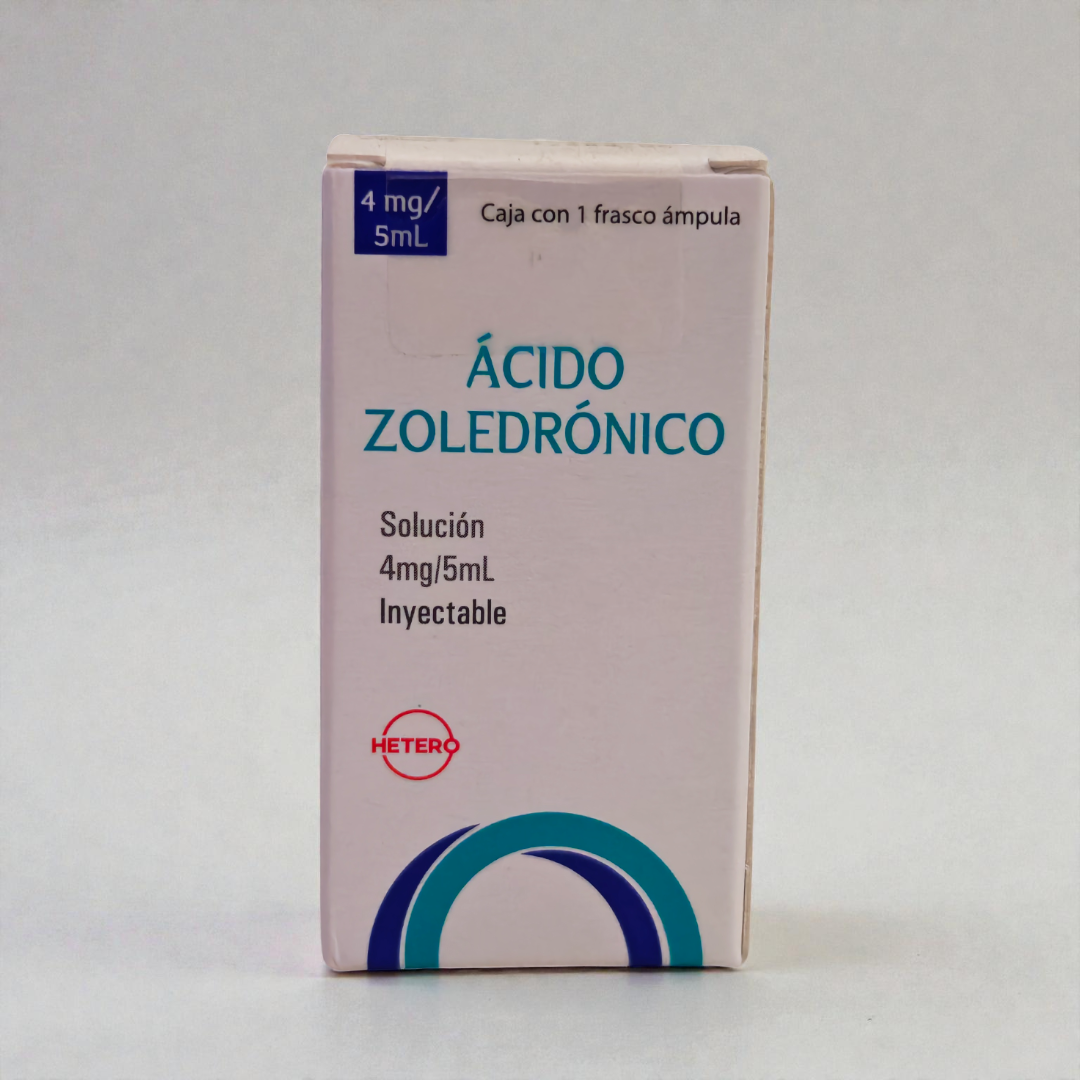 4 mg/
5mL
Caja con 1 frasco ámpula
ÁCIDO
ZOLEDRÓNICO
Solución
4mg/5mL
Inyectable
HETERO